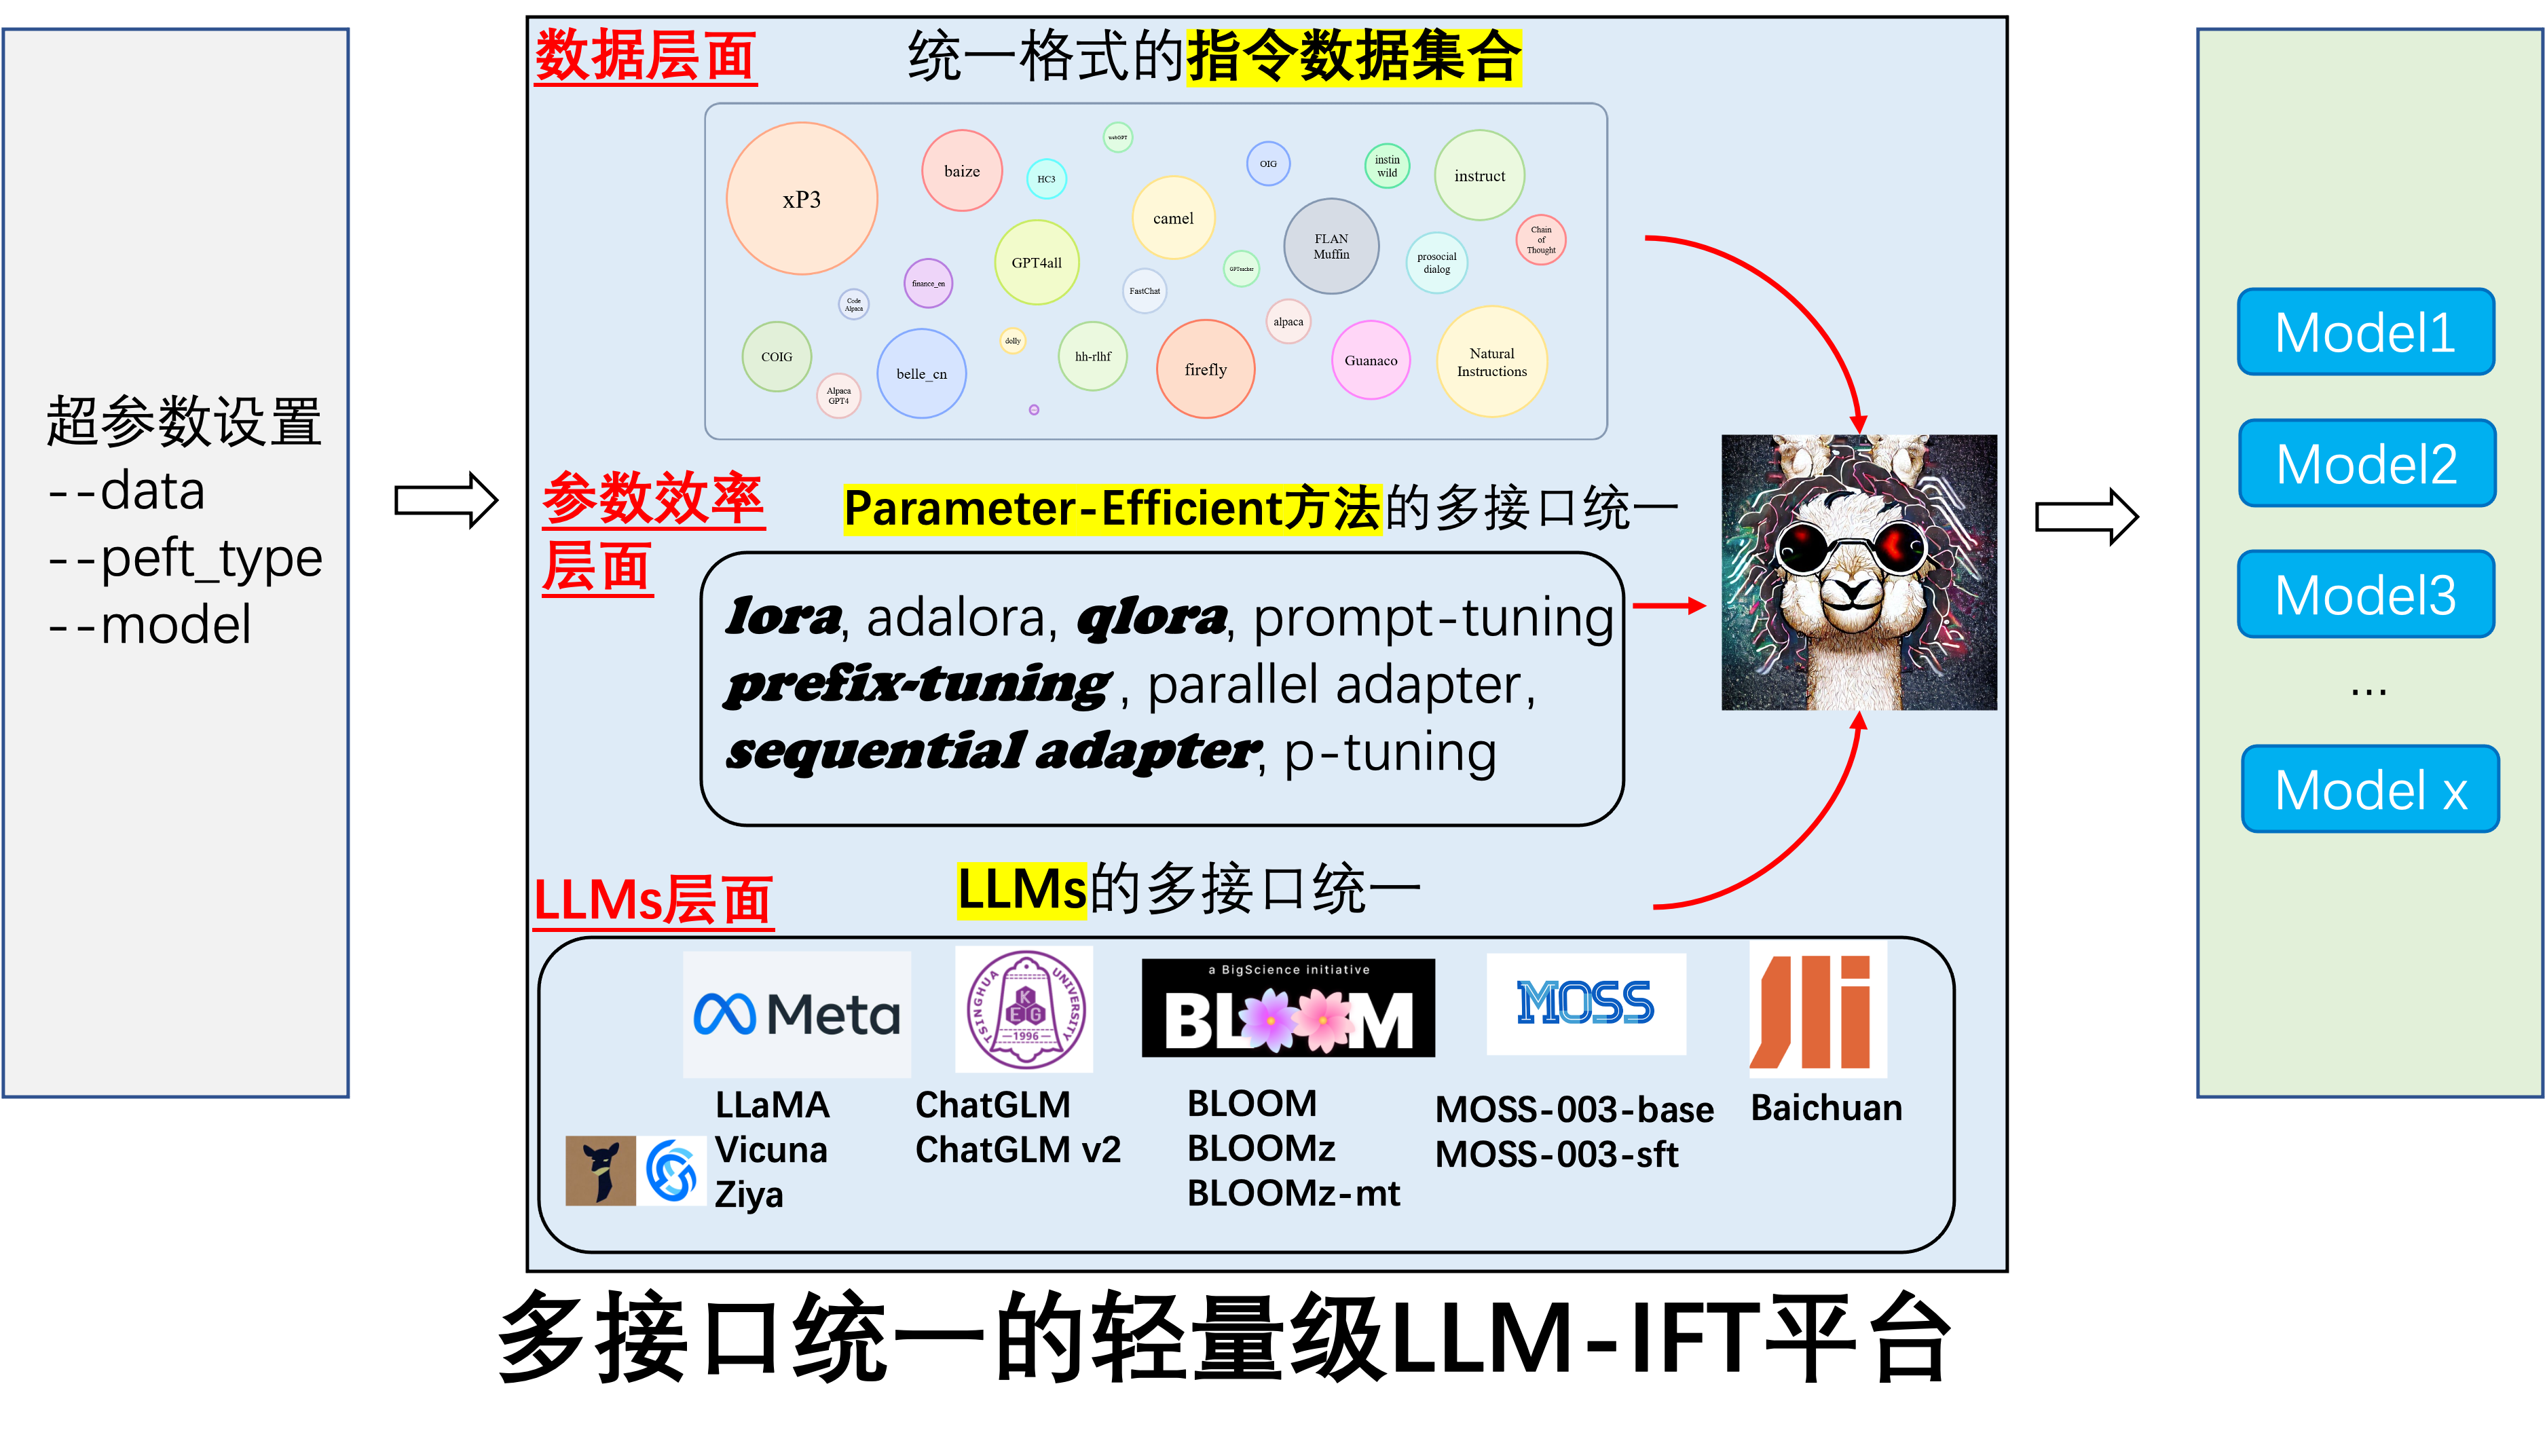 超参数设置
--data
--peft_type
--model
数据层面
统一格式的指令数据集合
xP3
baize
HC3
webGPT
camel
OIG
instin
wild
instruct
GPT4all
FLAN
Muffin
prosocial
dialog
Chain
of
Thought
finance_en
Code
Alpaca
FastChat
GPTeacher
COIG
Alpaca
GPT4
belle_cn
dolly
hh-rlhf
firefly
alpaca
Guanaco
Natural
Instructions
参数效率
层面
Parameter-Efficient方法的多接口统一
lora, adalora, qlora, prompt-tuning
prefix-tuning , parallel adapter,
sequential adapter, p-tuning
LLMs层面
LLMs的多接口统一
Meta
TSINGHUA UNIVERSITY
K
E G
1996
a BigScience initiative
BLOOM
MOSS
LLaMA
Vicuna
Ziya
ChatGLM
ChatGLM v2
BLOOM
BLOOMz
BLOOMz-mt
MOSS-003-base
MOSS-003-sft
Baichuan
Model1
Model2
Model3
...
Model x
多接口统一的轻量级LLM-IFT平台